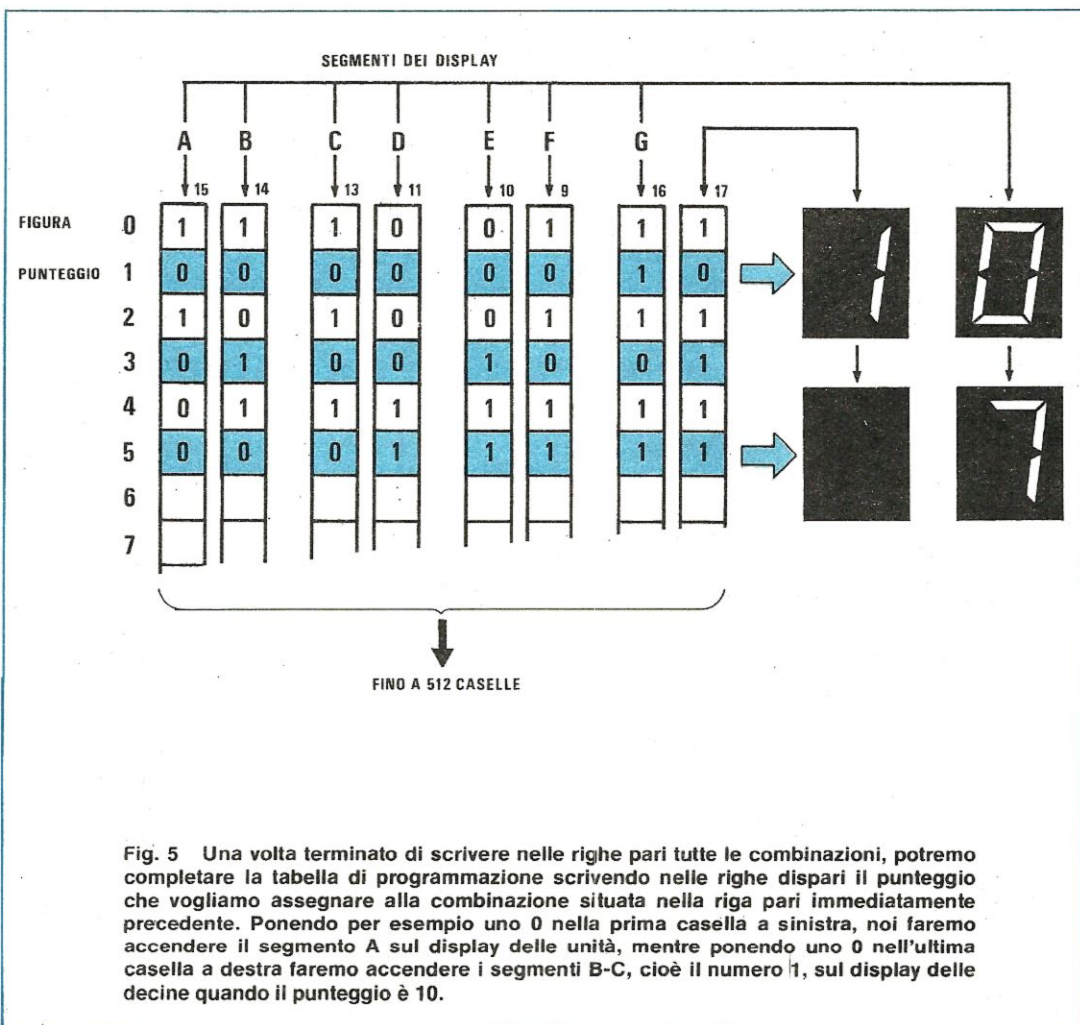 SEGMENTI DEI DISPLAY
A B C D E F G
15 14 13 11 10 9 16 17
FIGURA 0 1 1 1 0 0 1 1 1
PUNTEGGIO 1 0 0 0 0 0 0 1 0
2 1 0 1 0 0 1 1 1
3 0 1 0 0 1 0 0 1
4 0 1 1 1 1 1 1 1
5 0 0 0 1 1 1 1 1
6
7
1 0
7
FINO A 512 CASELLE
Fig. 5 Una volta terminato di scrivere nelle righe pari tutte le combinazioni, potremo
completare la tabella di programmazione scrivendo nelle righe dispari il punteggio
che vogliamo assegnare alla combinazione situata nella riga pari immediatamente
precedente. Ponendo per esempio uno 0 nella prima casella a sinistra, noi faremo
accendere il segmento A sul display delle unità, mentre ponendo uno 0 nell'ultima
casella a destra faremo accendere i segmenti B-C, cioè il numero 1, sul display delle
decine quando il punteggio è 10.